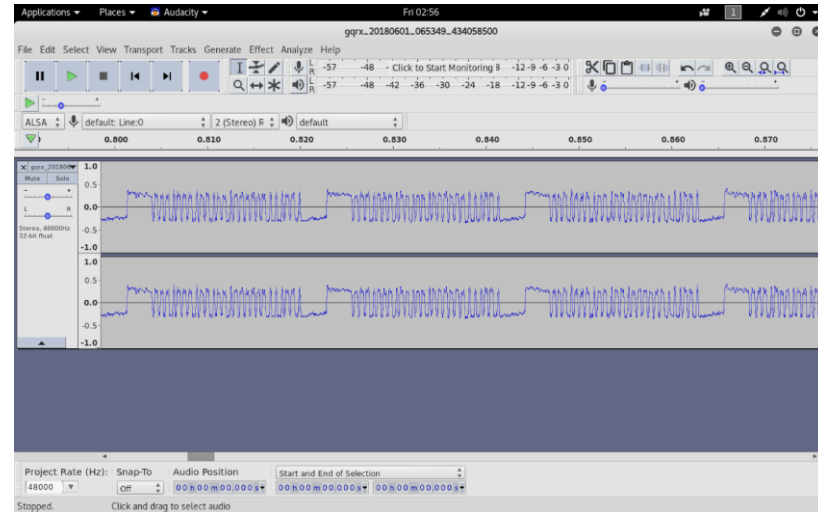 Applications Places Audacity Fri 02:56 1
gqrx_20180601_065349_434058500
File Edit Select View Transport Tracks Generate Effect Analyze Help
L R -57 -48 - Click to Start Monitoring -12 -9 -6 -3 0
L R -57 -48 -42 -36 -30 -24 -18 -12 -9 -6 -3 0
ALSA default: Line:0 2 (Stereo) R default
0.800 0.810 0.820 0.830 0.840 0.850 0.860 0.870
Mute Solo
L R
Stereo, 48000Hz
32-bit float
1.0
0.5
0.0
-0.5
-1.0
1.0
0.5
0.0
-0.5
-1.0
Project Rate (Hz): Snap-To Audio Position Start and End of Selection
48000 Off 00 h 00 m 00.000 s 00 h 00 m 00.000 s 00 h 00 m 00.000 s
Stopped. Click and drag to select audio